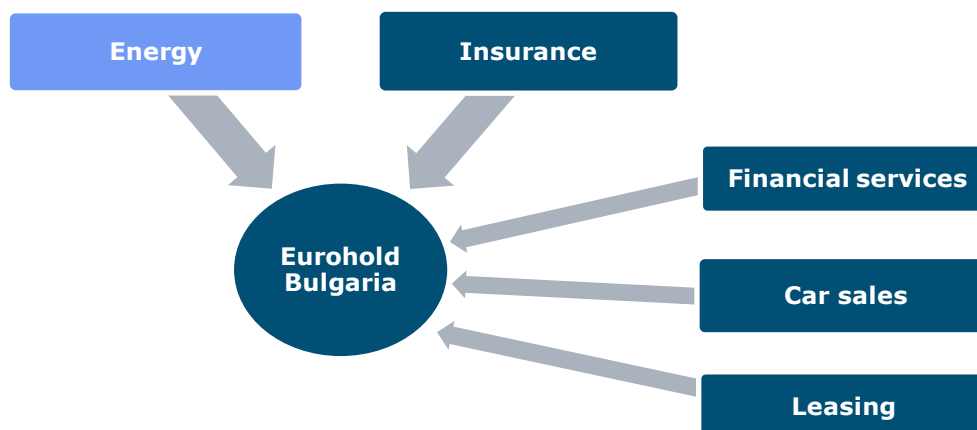 Energy
Insurance
Financial services
Eurohold
Bulgaria
Car sales
Leasing